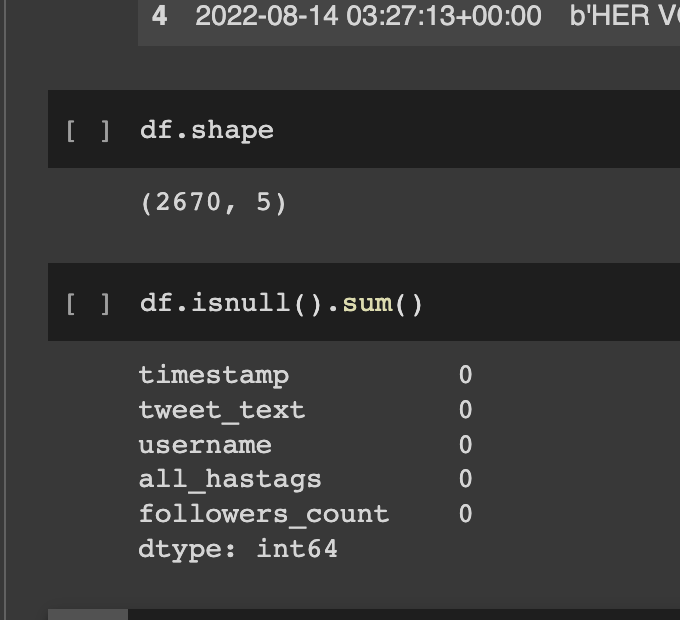 4 2022-08-14 03:27:13+00:00 b'HER
[ ] df.shape
(2670, 5)
[ ] df.isnull().sum()
timestamp 0
tweet_text 0
username 0
all_hastags 0
followers_count 0
dtype: int64